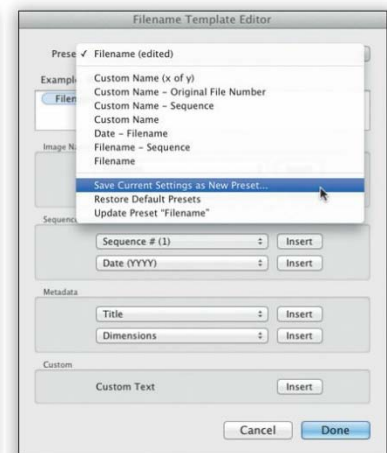 Filename Template Editor
Prese ✓ Filename (edited)
Custom Name (x of y)
Exampl
Custom Name – Original File Number
Filen
Custom Name – Sequence
Custom Name
Date – Filename
Filename – Sequence
Image Na
Filename
Save Current Settings as New Preset...
Restore Default Presets
Update Preset "Filename"
Sequence
Sequence # (1) Insert
Date (YYYY) Insert
Metadata
Title Insert
Dimensions Insert
Custom
Custom Text Insert
Cancel Done